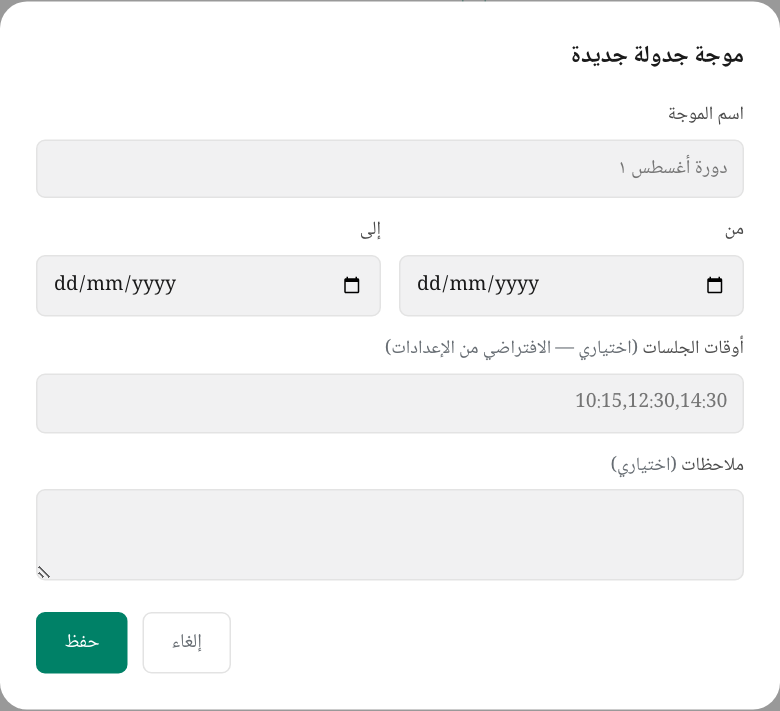 موجة جدولة جديدة
اسم الموجة
دورة أغسطس ١
من
إلى
dd/mm/yyyy
dd/mm/yyyy
أوقات الجلسات (اختياري — الافتراضي من الإعدادات)
10:15,12:30,14:30
ملاحظات (اختياري)
إلغاء
حفظ